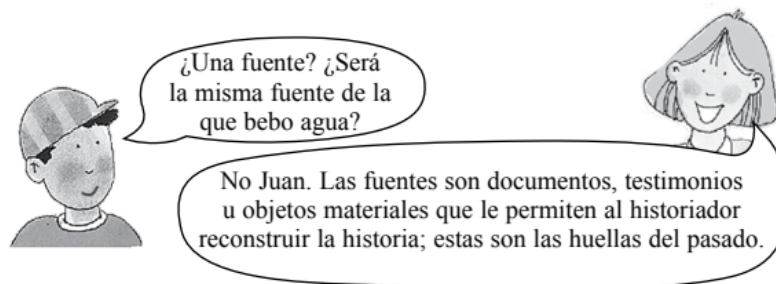 ¿Una fuente? ¿Será
la misma fuente de la
que bebo agua?
No Juan. Las fuentes son documentos, testimonios
u objetos materiales que le permiten al historiador
reconstruir la historia; estas son las huellas del pasado.